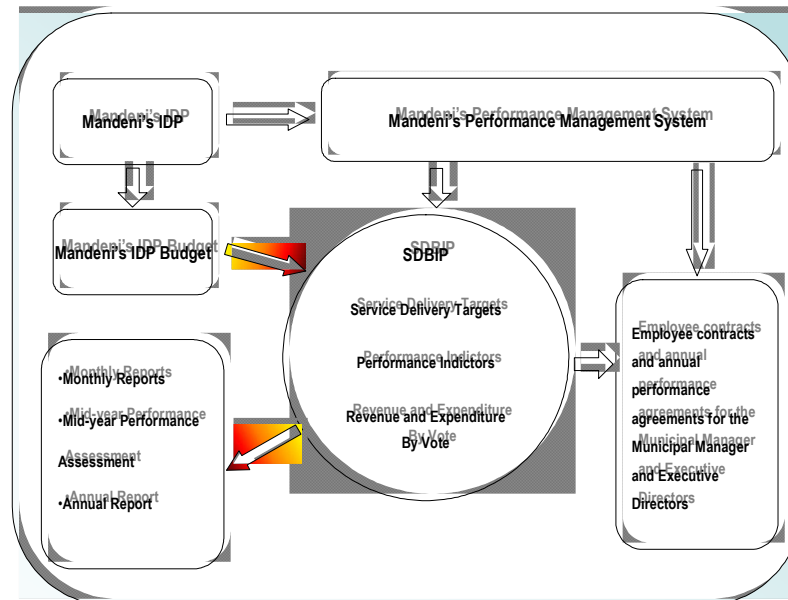 Mandeni's IDP
Mandeni's Performance Management System
Mandeni's IDP Budget
SDBIP
Service Delivery Targets
Performance Indictors
Revenue and Expenditure
By Vote
•Monthly Reports
•Mid-year Performance
Assessment
•Annual Report
Employee contracts
and annual
performance
agreements for the
Municipal Manager
and Executive
Directors